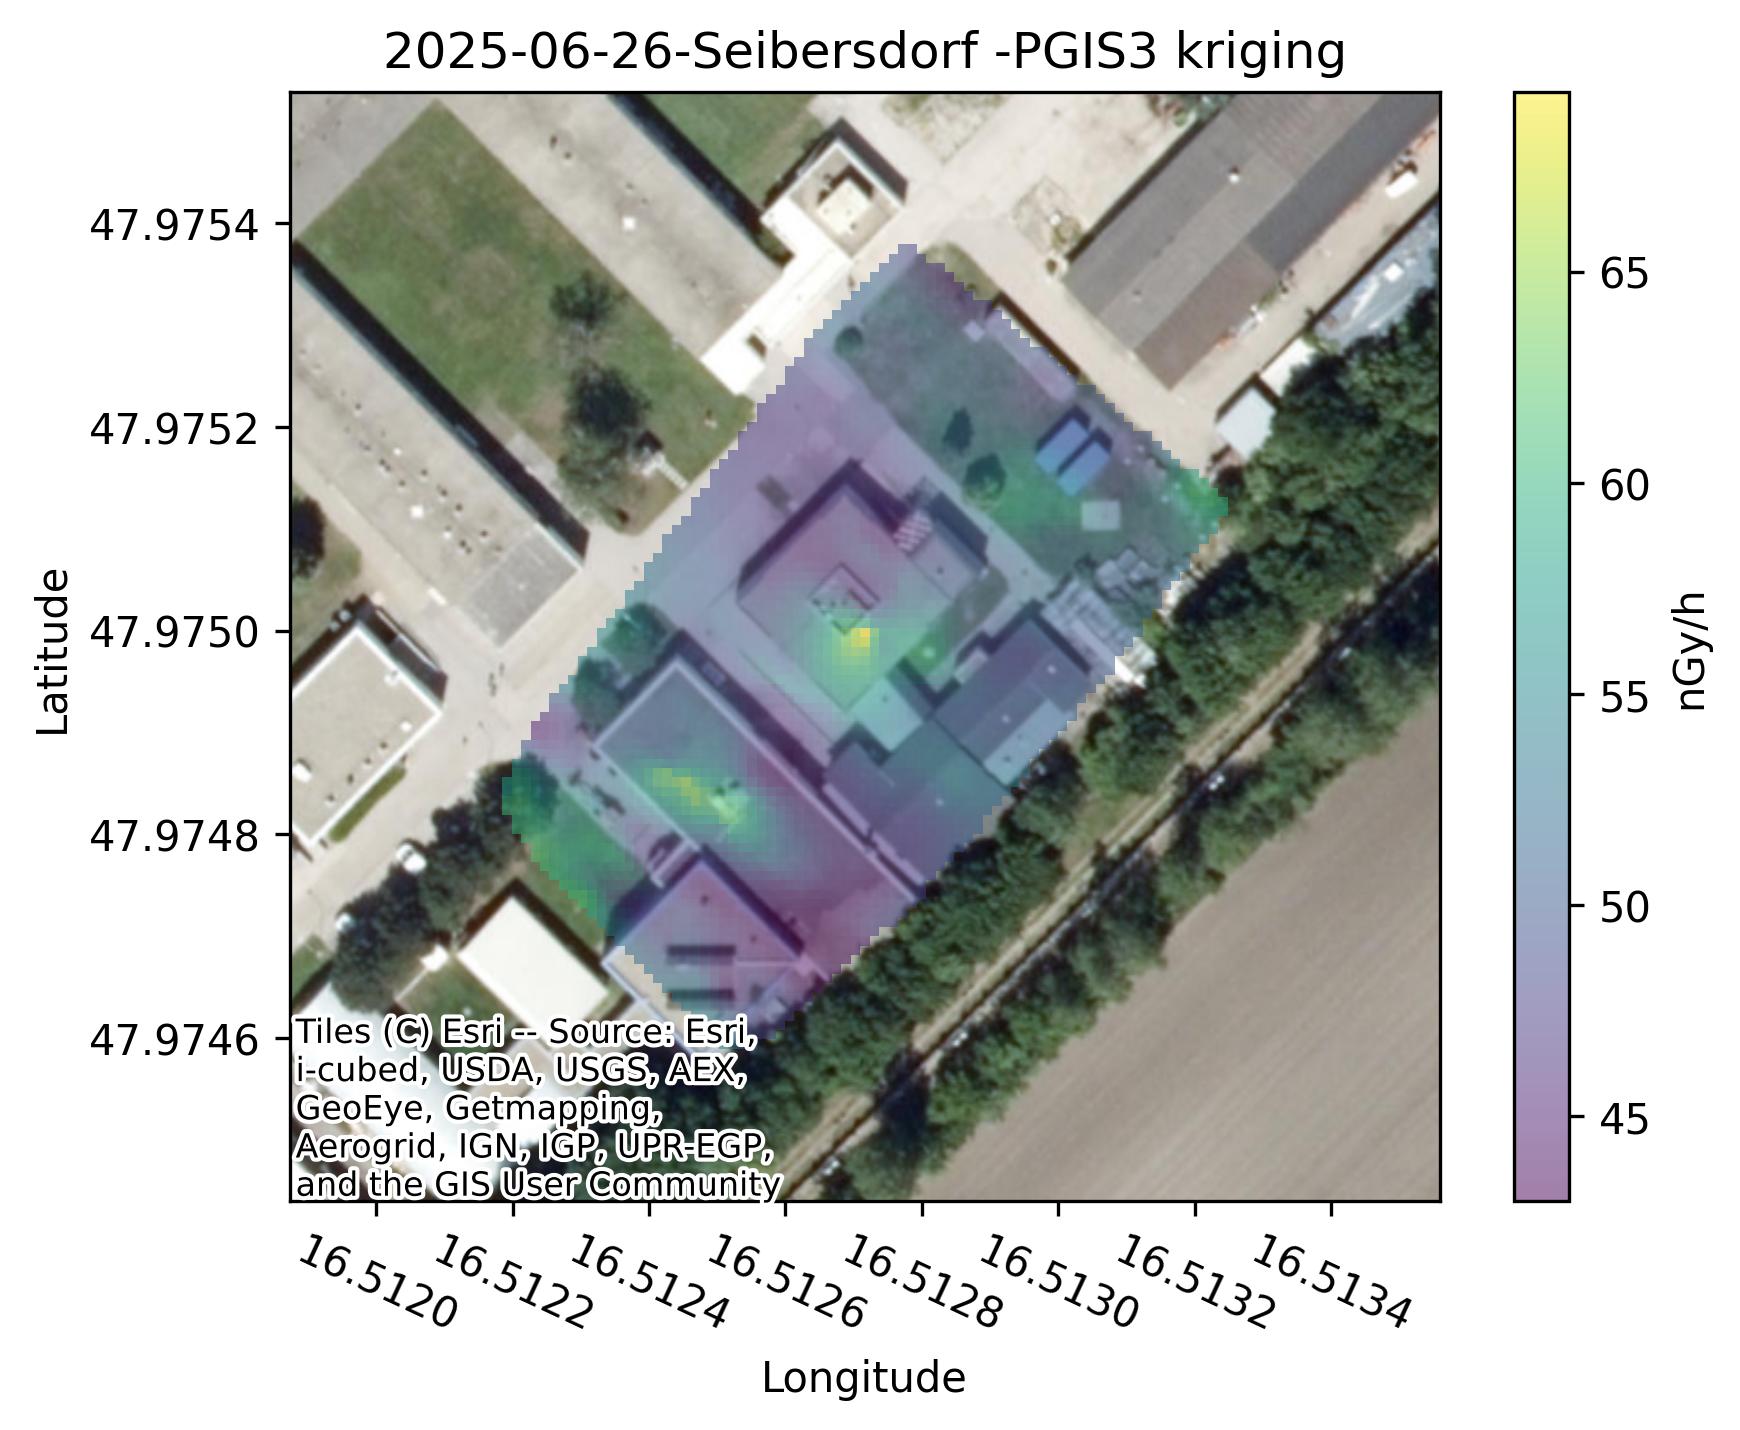 2025-06-26-Seibersdorf -PGIS3 kriging
47.9754
47.9752
47.9750
47.9748
47.9746
Latitude
Tiles (C) Esri -- Source: Esri,
i-cubed, USDA, USGS, AEX,
GeoEye, Getmapping,
Aerogrid, IGN, IGP, UPR-EGP,
and the GIS User Community
16.5120
16.5122
16.5124
16.5126
16.5128
16.5130
16.5132
16.5134
Longitude
65
60
55
50
45
nGy/h